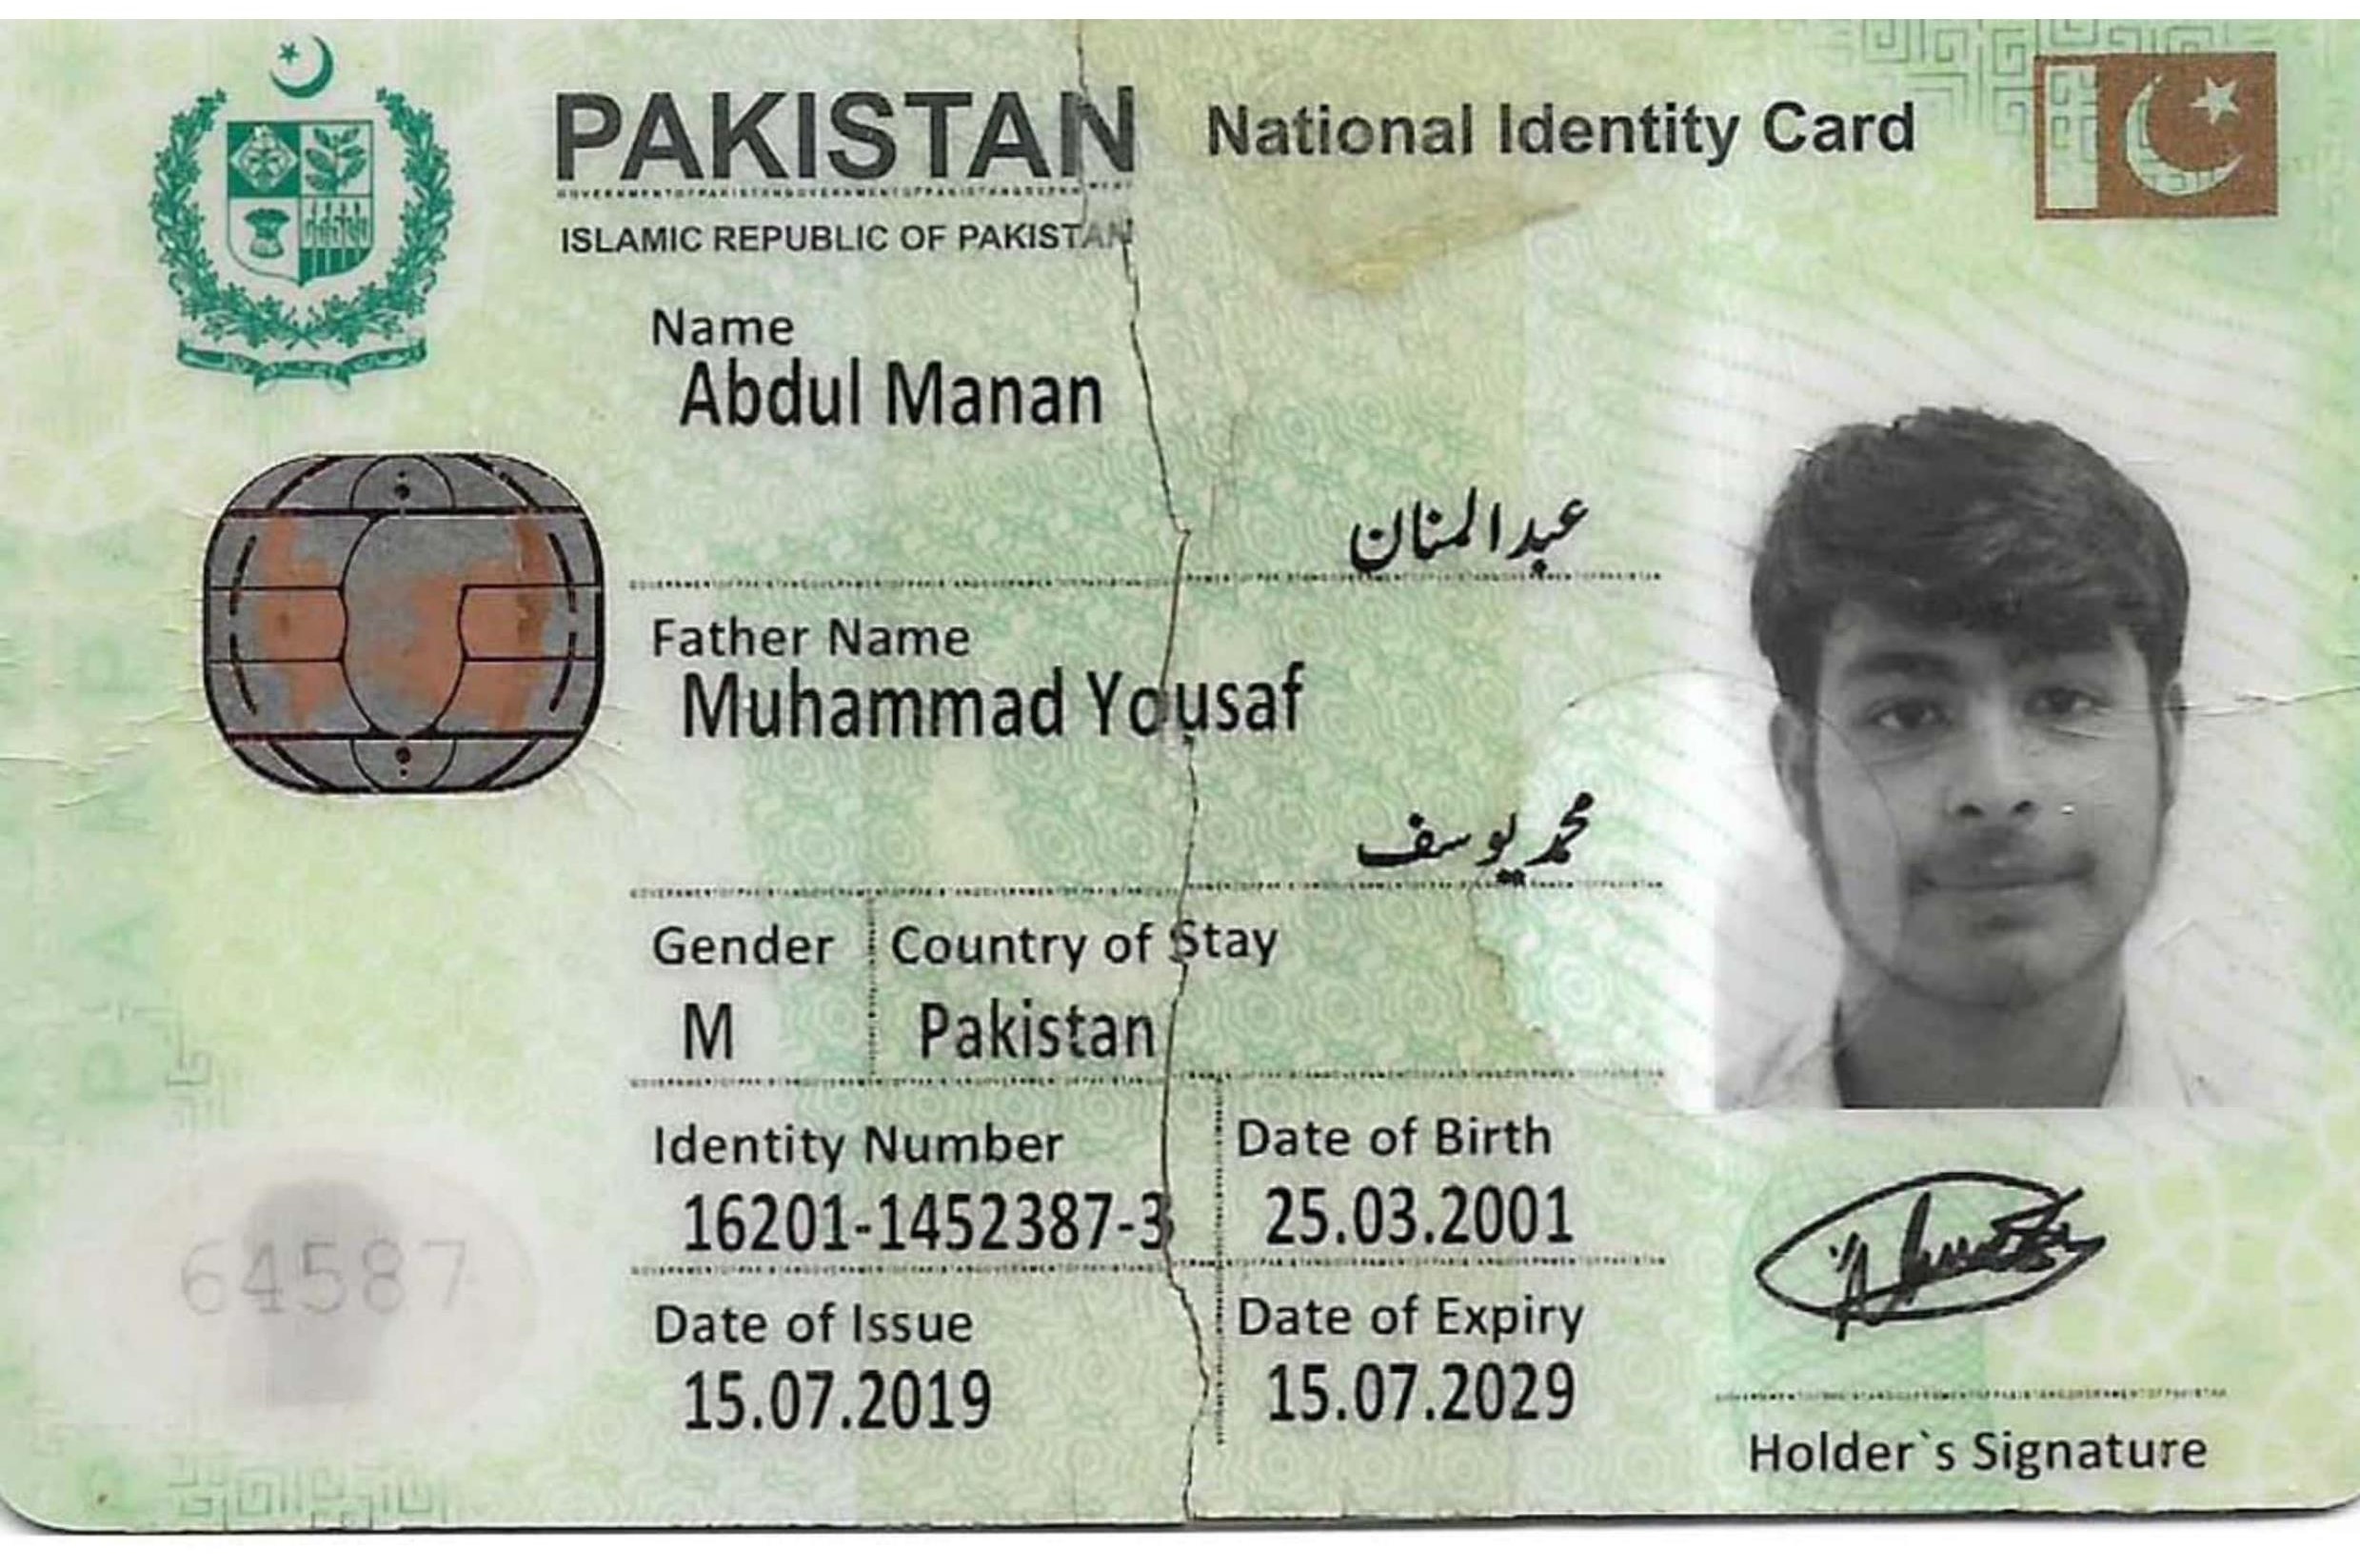 PAKISTAN National Identity Card
ISLAMIC REPUBLIC OF PAKISTAN
Name
Abdul Manan
عبدالمنان
Father Name
Muhammad Yousaf
محمد یوسف
Gender Country of Stay
M Pakistan
Identity Number Date of Birth
16201-1452387-3 25.03.2001
64587
Date of Issue Date of Expiry
15.07.2019 15.07.2029
Holder`s Signature